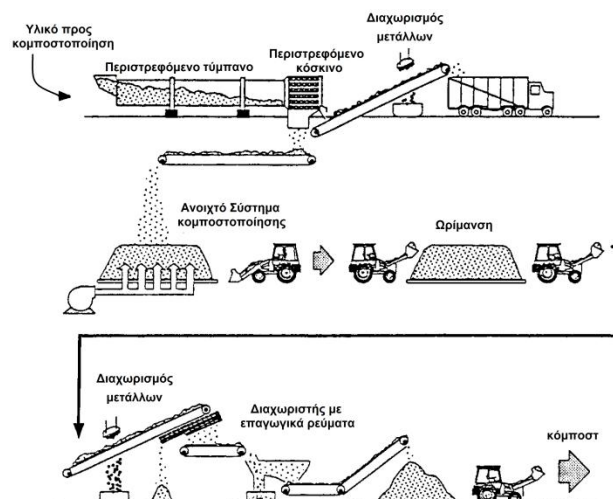 Υλικό προς
κομποστοποίηση
Περιστρεφόμενο τύμπανο
Περιστρεφόμενο
κόσκινο
Διαχωρισμός
μετάλλων
Ανοιχτό Σύστημα
κομποστοποίησης
Ωρίμανση
Διαχωρισμός
μετάλλων
Διαχωριστής με
επαγωγικά ρεύματα
κόμποστ